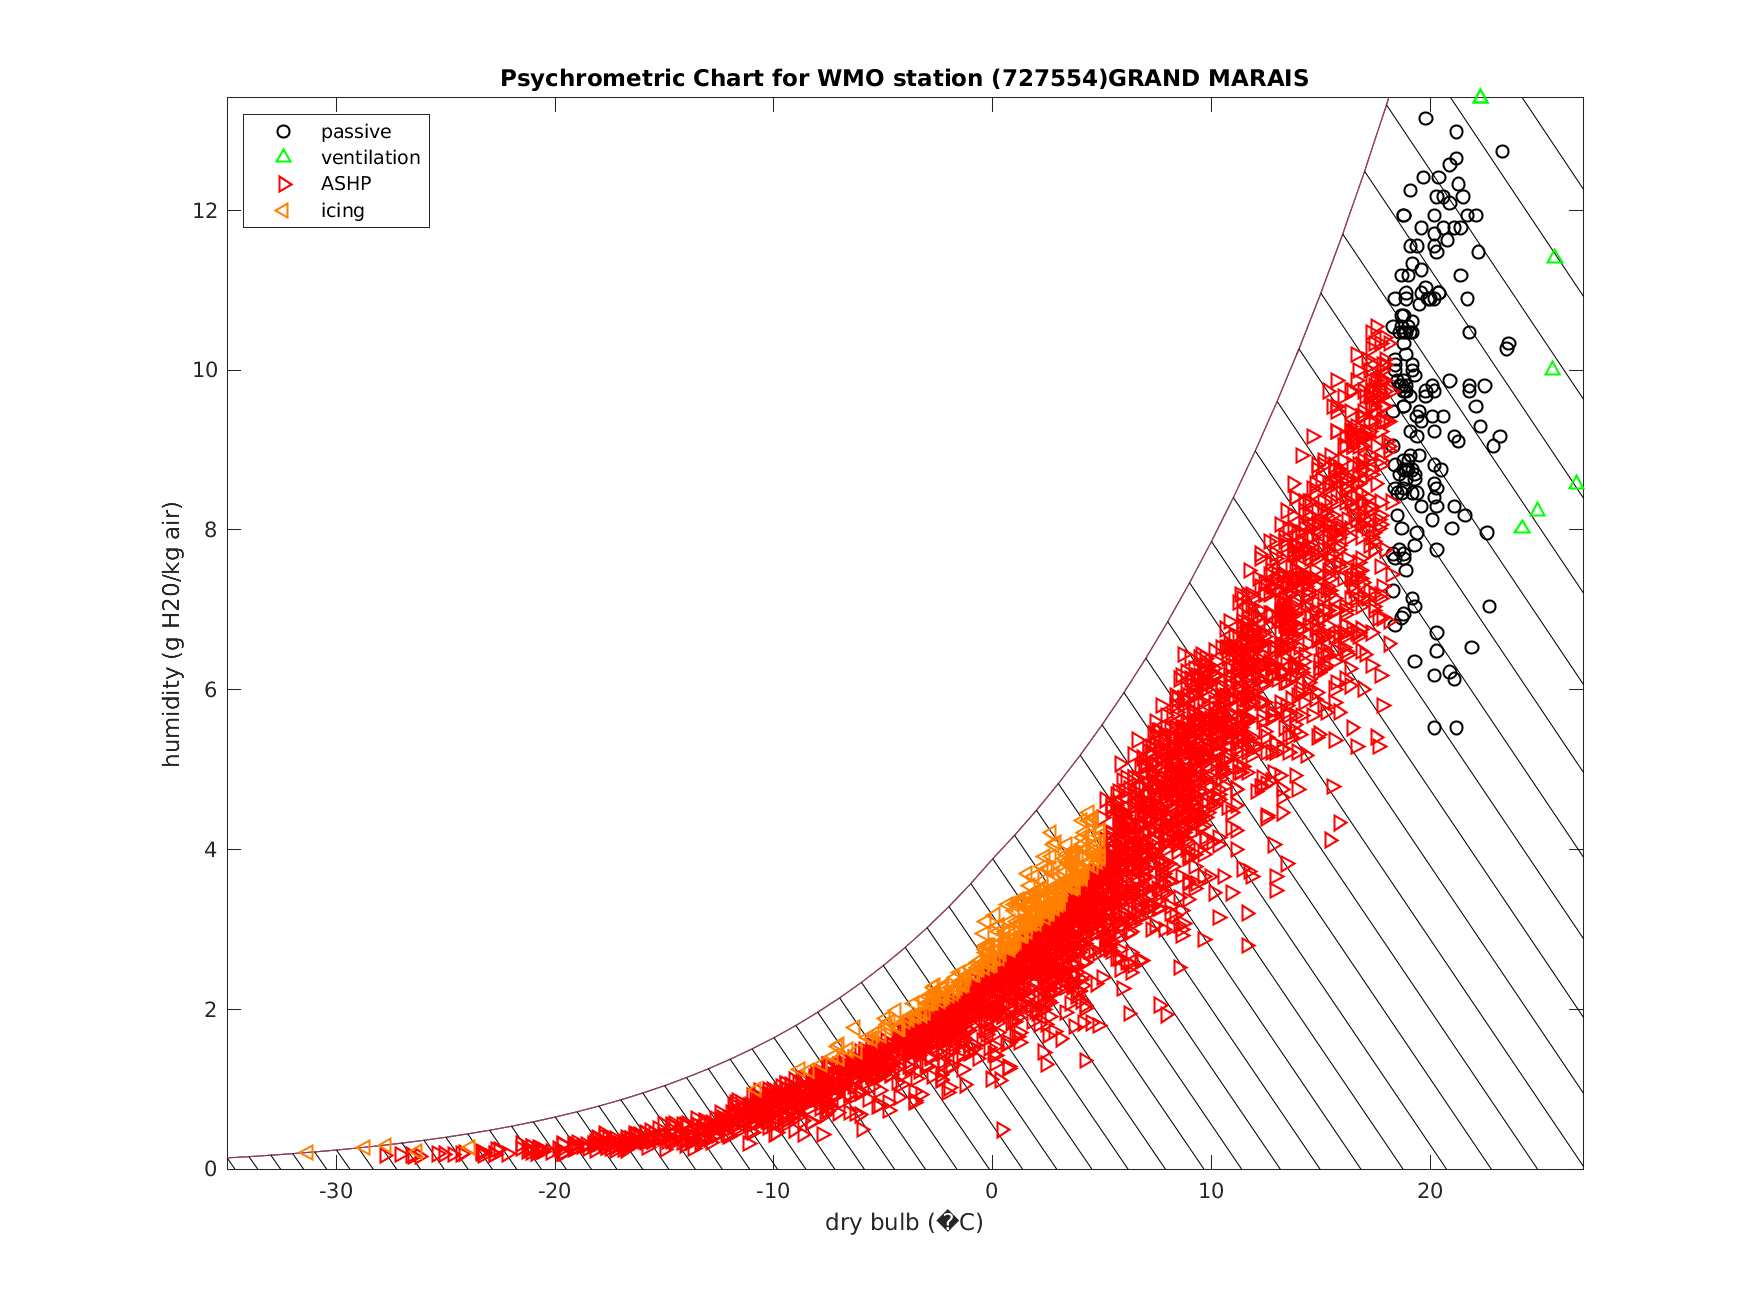 Psychrometric Chart for WMO station (727554)GRAND MARAIS
passive
ventilation
ASHP
icing
12
10
8
6
4
2
0
humidity (g H20/kg air)
-30 -20 -10 0 10 20
dry bulb (�C)